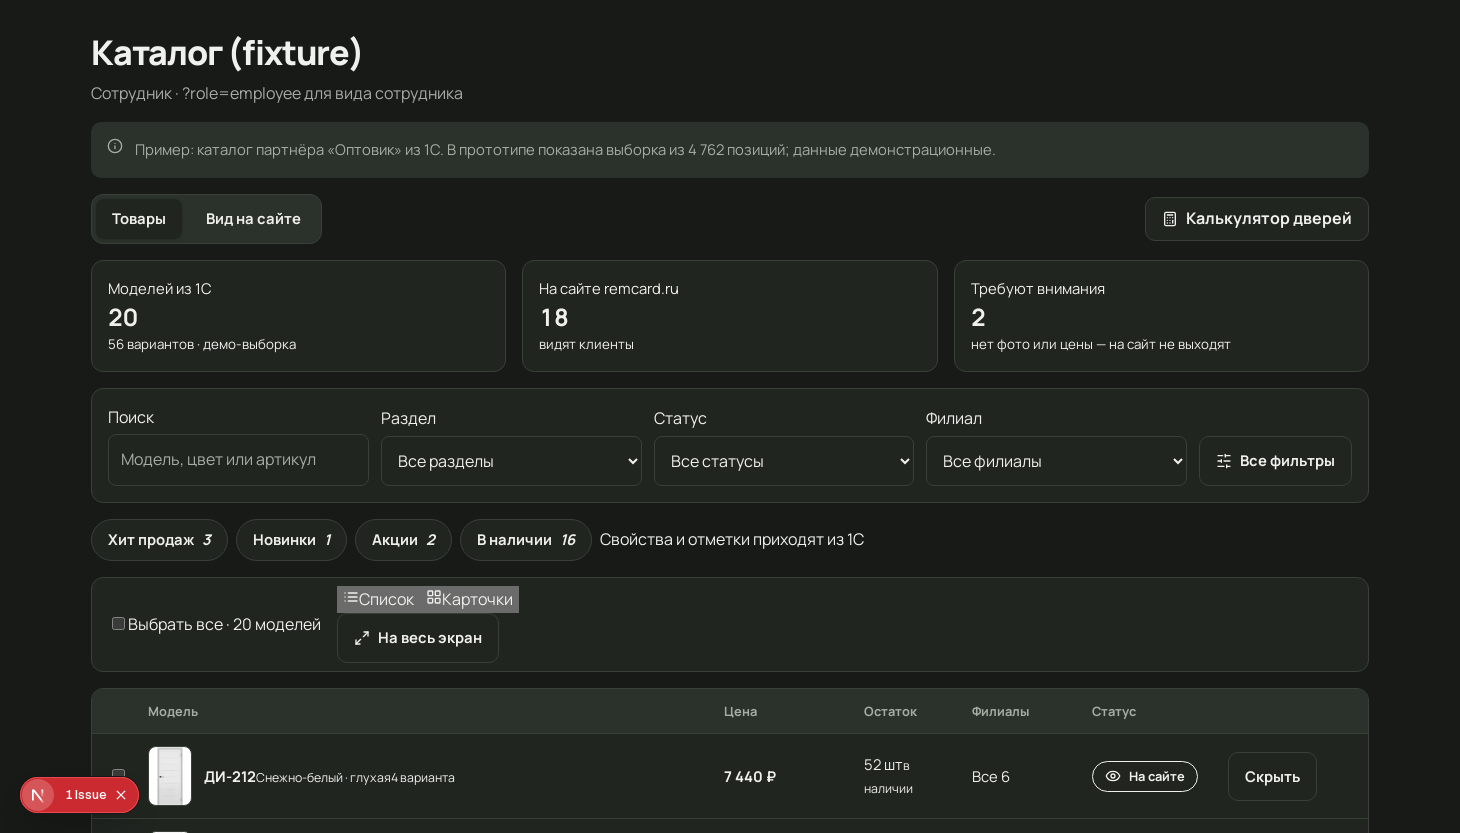 Каталог (fixture)
Сотрудник · ?role=employee для вида сотрудника
Пример: каталог партнёра «Оптовик» из 1С. В прототипе показана выборка из 4 762 позиций; данные демонстрационные.
Товары Вид на сайте Калькулятор дверей
Моделей из 1С
20
56 вариантов · демо-выборка
На сайте remcard.ru
18
видят клиенты
Требуют внимания
2
нет фото или цены — на сайт не выходят
Поиск Раздел Статус Филиал
Модель, цвет или артикул Все разделы Все статусы Все филиалы Все фильтры
Хит продаж 3 Новинки 1 Акции 2 В наличии 16 Свойства и отметки приходят из 1С
Выбрать все · 20 моделей
Список Карточки
На весь экран
Модель Цена Остаток Филиалы Статус
ДИ-212Снежно-белый · глухая4 варианта 7 440 ₽ 52 штв наличии Все 6 На сайте Скрыть
N 1 Issue